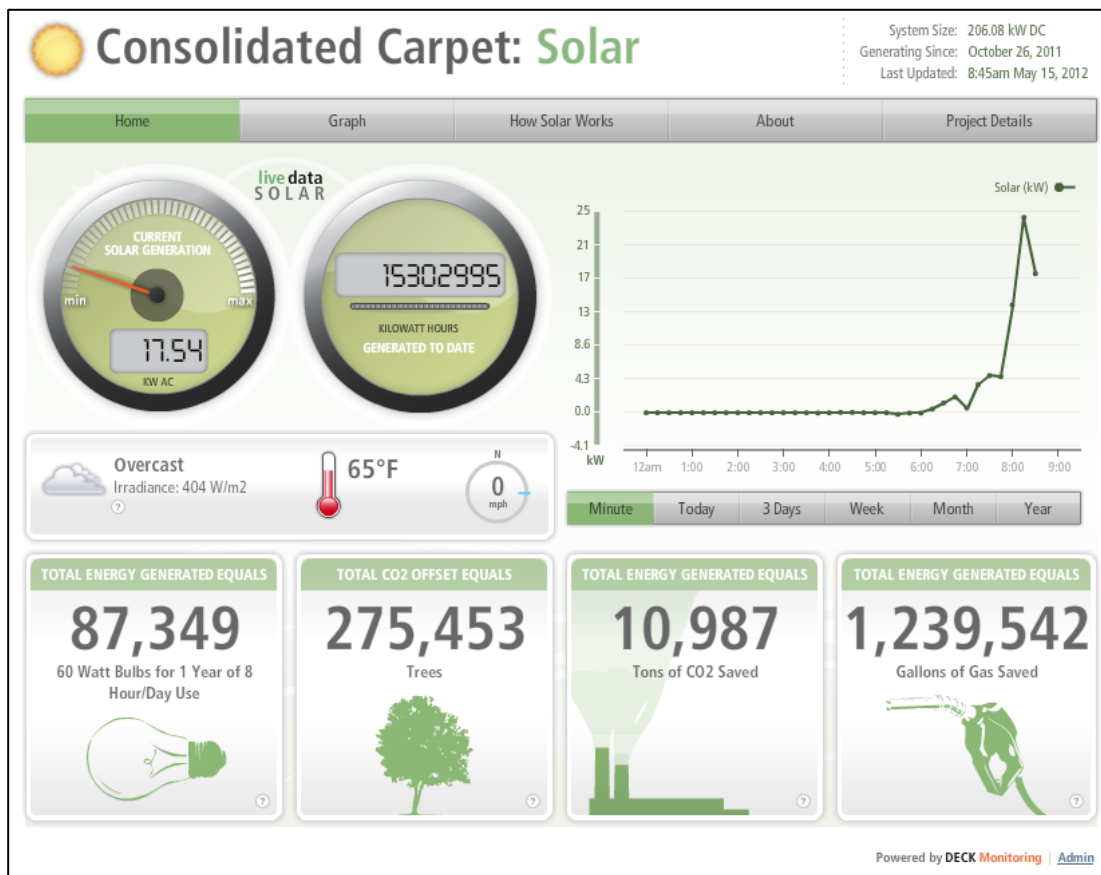 Consolidated Carpet: Solar
System Size: 206.08 kW DC
Generating Since: October 26, 2011
Last Updated: 8:45am May 15, 2012
Home
Graph
How Solar Works
About
Project Details
live data
SOLAR
CURRENT
SOLAR GENERATION
min
max
17.54
KW AC
15302995
KILOWATT HOURS
GENERATED TO DATE
Solar (kW)
25
21
17
13
8.6
4.3
0.0
-4.1
kW
12am 1:00 2:00 3:00 4:00 5:00 6:00 7:00 8:00 9:00
Overcast
Irradiance: 404 W/m2
?
65°F
N
0
mph
Minute
Today
3 Days
Week
Month
Year
TOTAL ENERGY GENERATED EQUALS
87,349
60 Watt Bulbs for 1 Year of 8
Hour/Day Use
?
TOTAL CO2 OFFSET EQUALS
275,453
Trees
?
TOTAL ENERGY GENERATED EQUALS
10,987
Tons of CO2 Saved
?
TOTAL ENERGY GENERATED EQUALS
1,239,542
Gallons of Gas Saved
?
Powered by DECK Monitoring | Admin